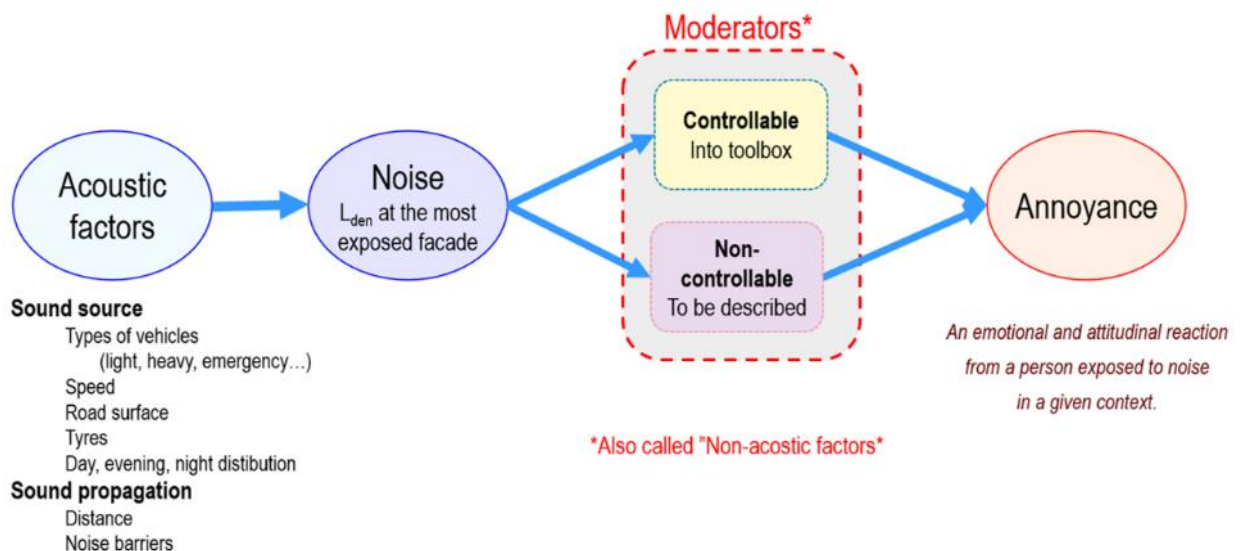 Moderators*
Acoustic
factors
Noise
Lden at the most
exposed facade
Controllable
Into toolbox
Non-
controllable
To be described
Annoyance
Sound source
Types of vehicles
(light, heavy, emergency…)
Speed
Road surface
Tyres
Day, evening, night distibution
Sound propagation
Distance
Noise barriers
*Also called "Non-acostic factors*
An emotional and attitudinal reaction
from a person exposed to noise
in a given context.